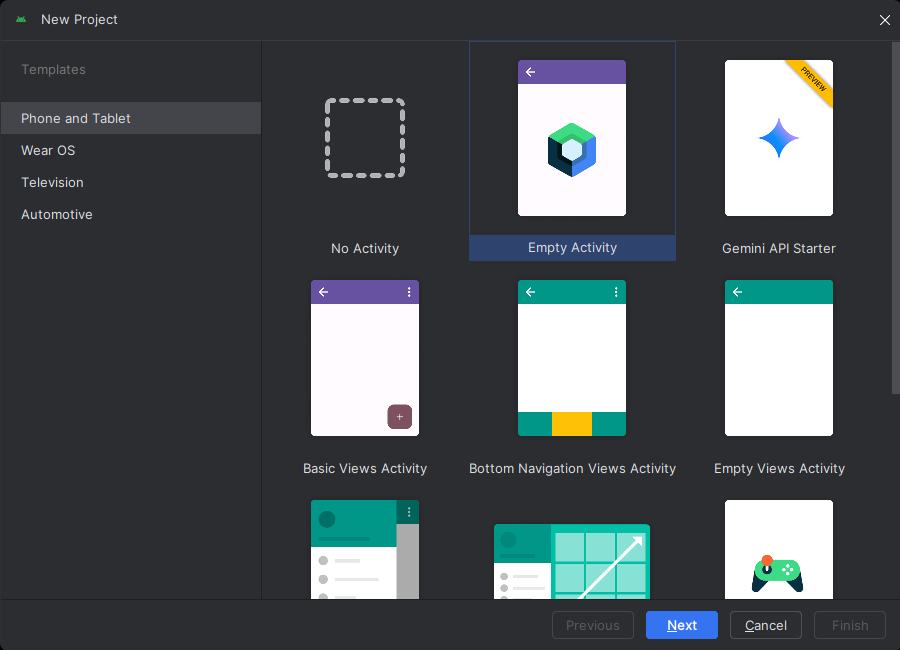 New Project
Templates
Phone and Tablet
Wear OS
Television
Automotive
PREVIEW
No Activity
Empty Activity
Gemini API Starter
Basic Views Activity
Bottom Navigation Views Activity
Empty Views Activity
Previous
Next
Cancel
Finish